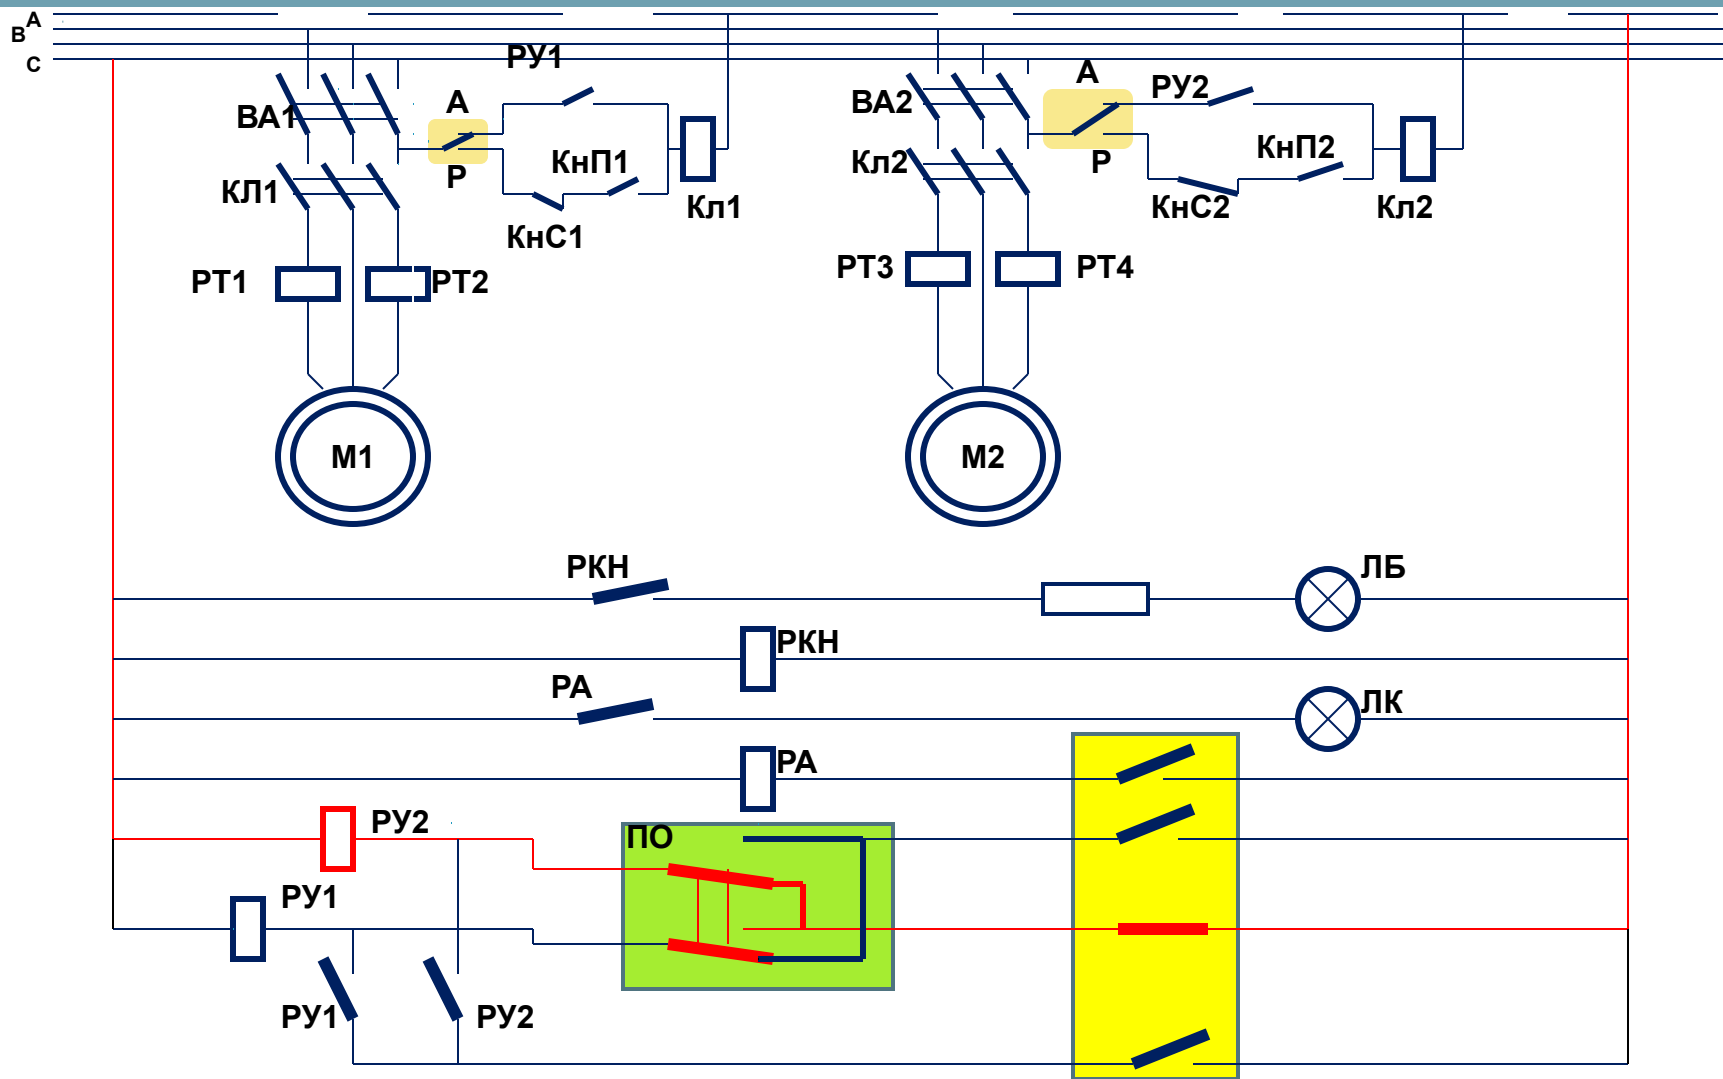 A
B
C
РУ1
A
ВА1
P
КнП1
КЛ1
КнС1
Кл1
РТ1
РТ2
М1
A
РУ2
ВА2
P
КнП2
Кл2
КнС2
Кл2
РТ3
РТ4
М2
РКН
ЛБ
РКН
РА
ЛК
РА
РУ2
ПО
РУ1
РУ1
РУ2